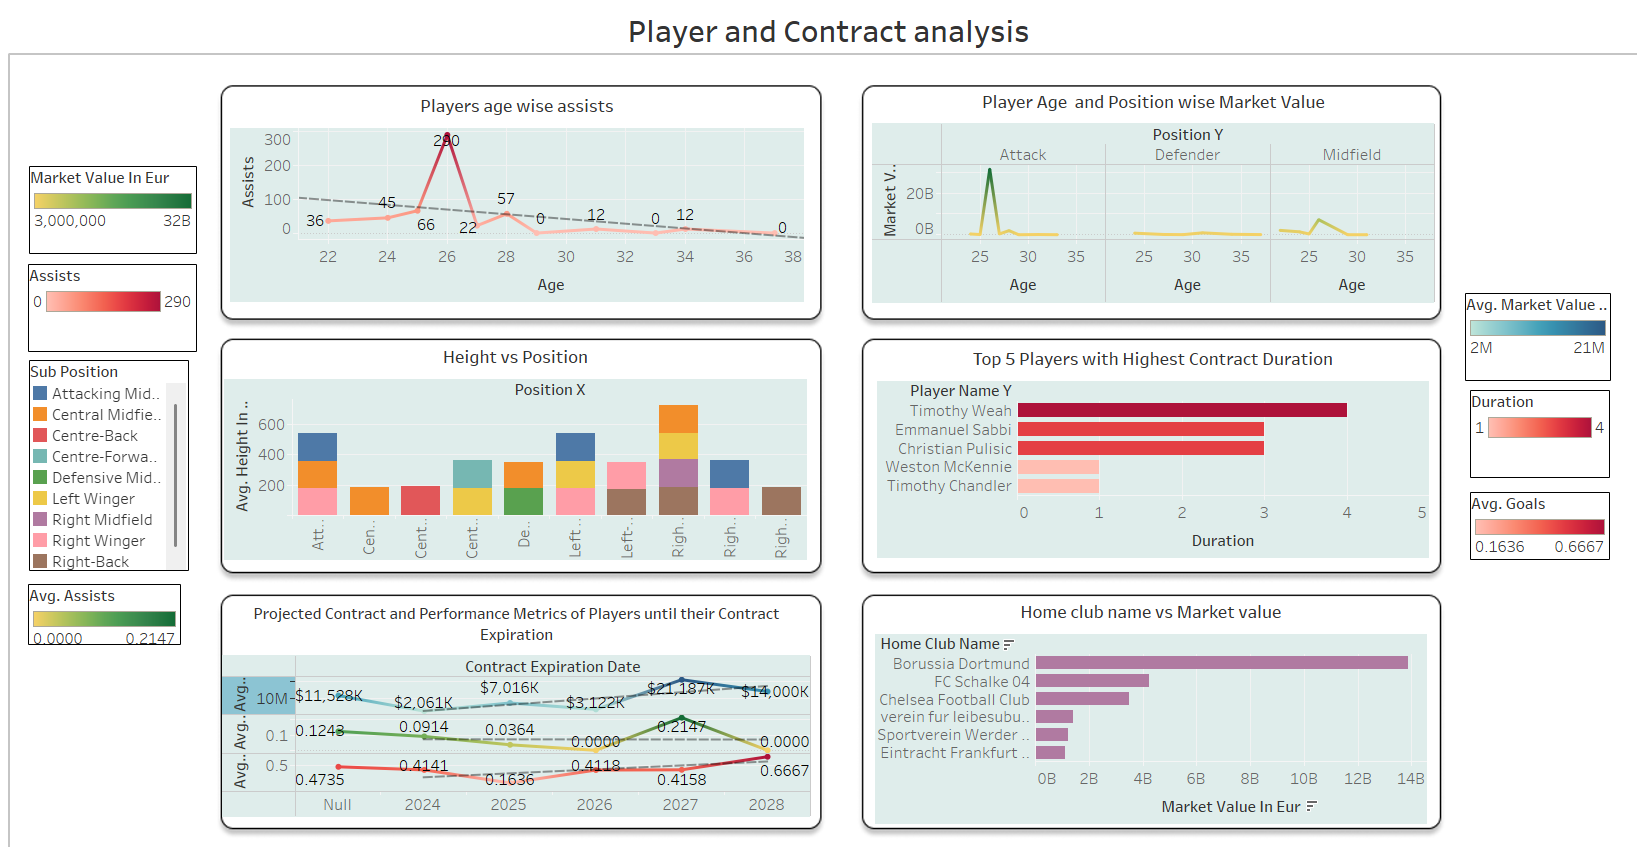 Player and Contract analysis
Market Value In Eur
3,000,000 32B
Assists
0 290
Sub Position
Attacking Mid..
Central Midfie..
Centre-Back
Centre-Forwa..
Defensive Mid..
Left Winger
Right Midfield
Right Winger
Right-Back
Avg. Assists
0.0000 0.2147
Players age wise assists
Assists
300
200
100
0
36 45 66 290 22 57 0 12 0 12 0
22 24 26 28 30 32 34 36 38
Age
Player Age and Position wise Market Value
Position Y
Attack Defender Midfield
Market V..
20B
0B
25 30 35 25 30 35 25 30 35
Age Age Age
Height vs Position
Position X
Avg. Height In ..
600
400
200
Att.. Cen.. Cent.. Cent.. De.. Left .. Left-.. Righ.. Righ.. Righ..
Top 5 Players with Highest Contract Duration
Player Name Y
Timothy Weah
Emmanuel Sabbi
Christian Pulisic
Weston McKennie
Timothy Chandler
0 1 2 3 4 5
Duration
Projected Contract and Performance Metrics of Players until their Contract
Expiration
Contract Expiration Date
Avg.. 10M $11,528K $2,061K $7,016K $3,122K $21,187K $14,000K
Avg.. 0.1 0.1243 0.0914 0.0364 0.0000 0.2147 0.0000
Avg.. 0.5 0.4735 0.4141 0.1636 0.4118 0.4158 0.6667
Null 2024 2025 2026 2027 2028
Home club name vs Market value
Home Club Name
Borussia Dortmund
FC Schalke 04
Chelsea Football Club
verein fur leibesubu..
Sportverein Werder ..
Eintracht Frankfurt ..
0B 2B 4B 6B 8B 10B 12B 14B
Market Value In Eur
Avg. Market Value ..
2M 21M
Duration
1 4
Avg. Goals
0.1636 0.6667